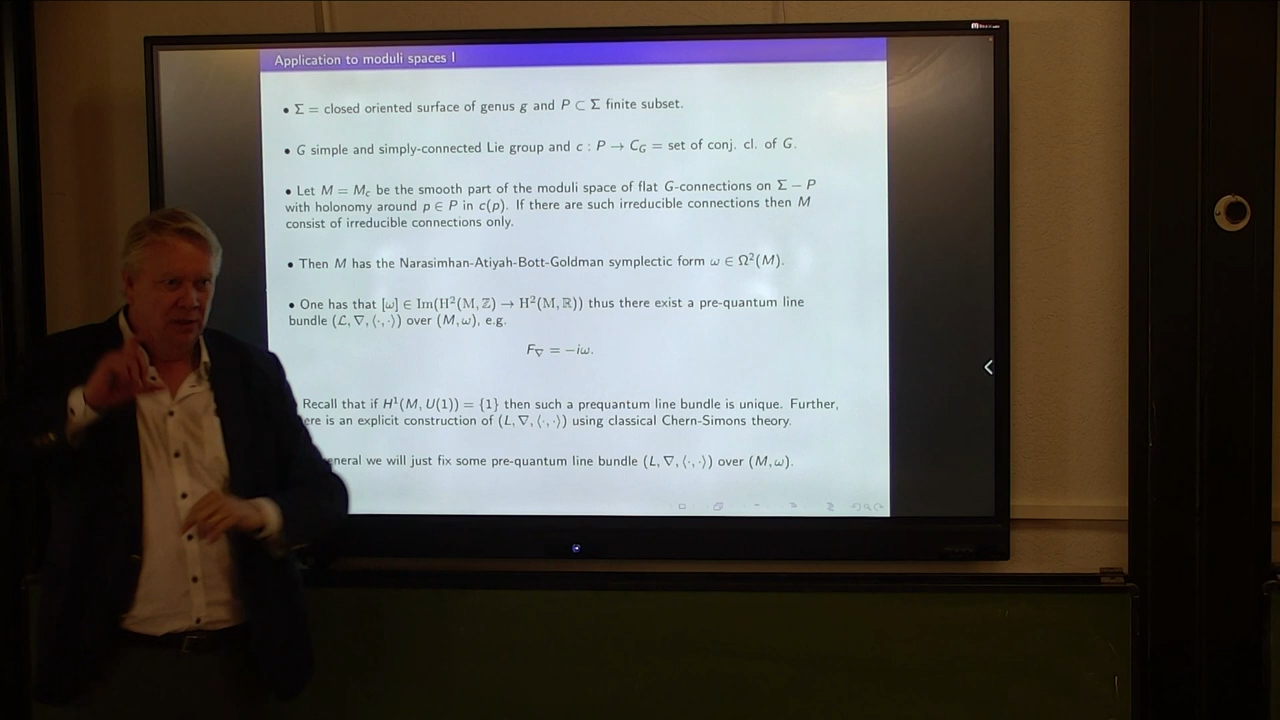 Application to moduli spaces I
• Σ = closed oriented surface of genus g and P ⊂ Σ finite subset.
• G simple and simply-connected Lie group and c : P → C_G = set of conj. cl. of G.
• Let M = M_c be the smooth part of the moduli space of flat G-connections on Σ − P
with holonomy around p ∈ P in c(p). If there are such irreducible connections then M
consist of irreducible connections only.
• Then M has the Narasimhan-Atiyah-Bott-Goldman symplectic form ω ∈ Ω²(M).
• One has that [ω] ∈ Im(H²(M, ℤ) → H²(M, ℝ)) thus there exist a pre-quantum line
bundle (ℒ, ∇, ⟨·, ·⟩) over (M, ω), e.g.
F_∇ = −iω.
Recall that if H¹(M, U(1)) = {1} then such a prequantum line bundle is unique. Further,
ere is an explicit construction of (L, ∇, ⟨·, ·⟩) using classical Chern-Simons theory.
eneral we will just fix some pre-quantum line bundle (L, ∇, ⟨·, ·⟩) over (M, ω).